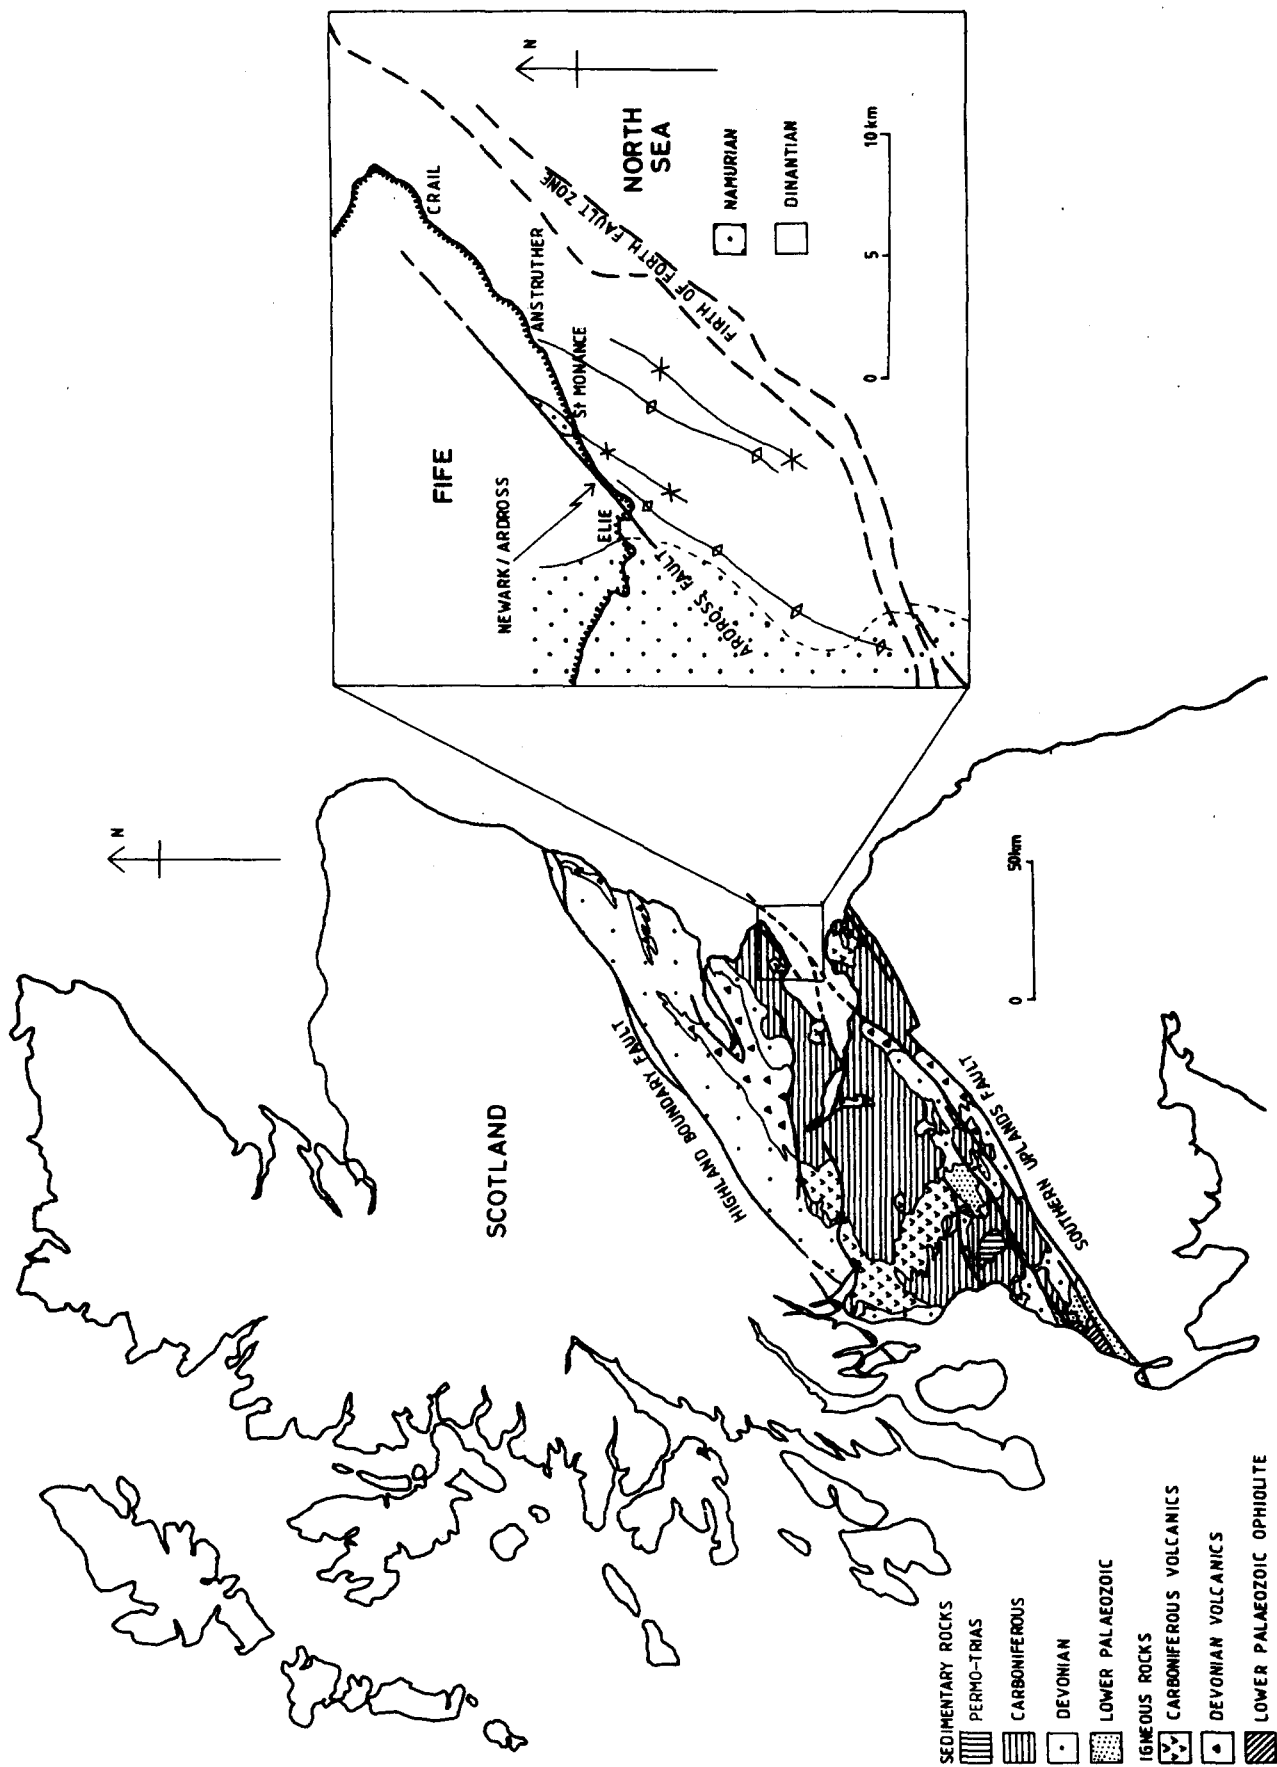 N
SCOTLAND
HIGHLAND BOUNDARY FAULT
SOUTHERN UPLANDS FAULT
0
50km
SEDIMENTARY ROCKS
PERMO-TRIAS
CARBONIFEROUS
DEVONIAN
LOWER PALAEOZOIC
IGNEOUS ROCKS
CARBONIFEROUS VOLCANICS
DEVONIAN VOLCANICS
LOWER PALAEOZOIC OPHIOLITE
N
FIFE
CRAIL
ANSTRUTHER
St MONANCE
NEWARK/ARDROSS
ELIE
ARDROSS FAULT
FIRTH OF FORTH FAULT ZONE
NORTH
SEA
NAMURIAN
DINANTIAN
0
5
10km